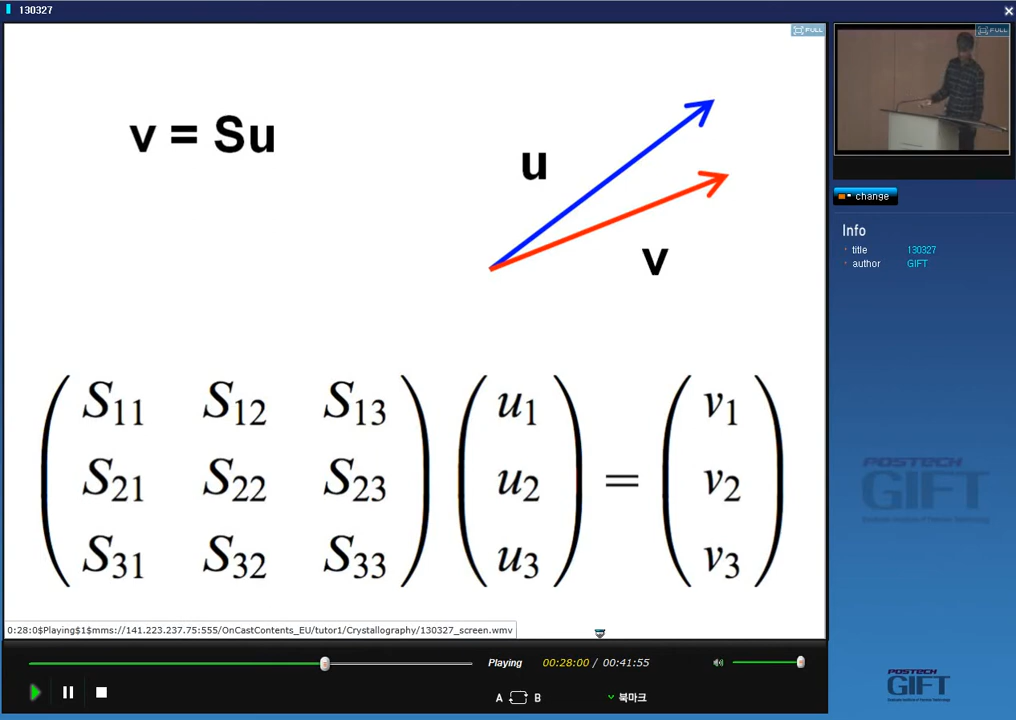 130327
FULL
FULL
v = Su
u
v
change
Info
title 130327
author GIFT
S11 S12 S13 u1 v1
S21 S22 S23 u2 = v2
S31 S32 S33 u3 v3
POSTECH
GIFT
0:28:0$Playing$1$mms://141.223.237.75:555/OnCastContents_EU/tutor1/Crystallography/130327_screen.wmv
Playing 00:28:00 / 00:41:55
A B 북마크
POSTECH
GIFT